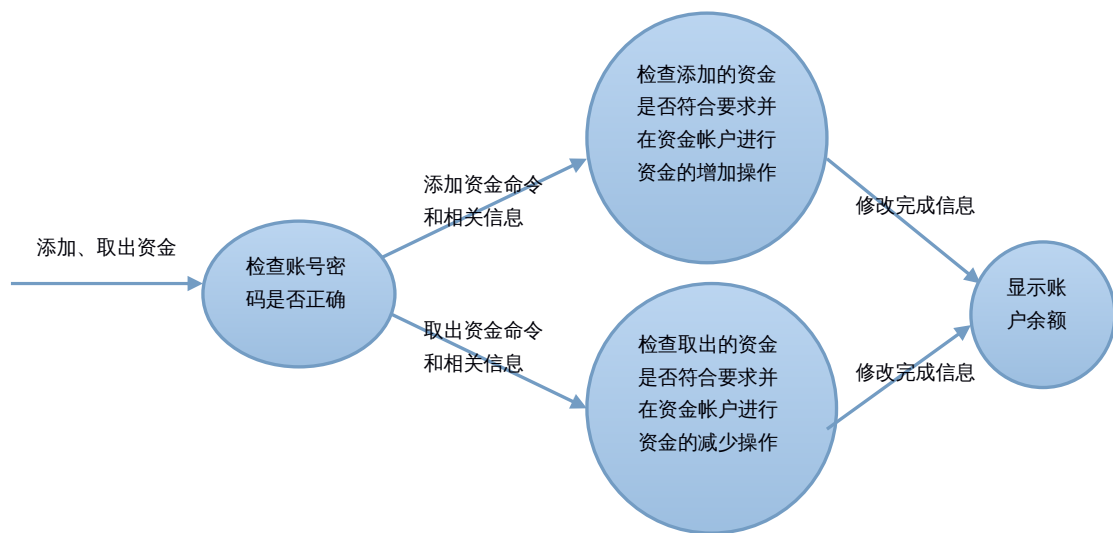 添加、取出资金
检查账号密
码是否正确
添加资金命令
和相关信息
取出资金命令
和相关信息
检查添加的资金
是否符合要求并
在资金帐户进行
资金的增加操作
检查取出的资金
是否符合要求并
在资金帐户进行
资金的减少操作
修改完成信息
修改完成信息
显示账
户余额